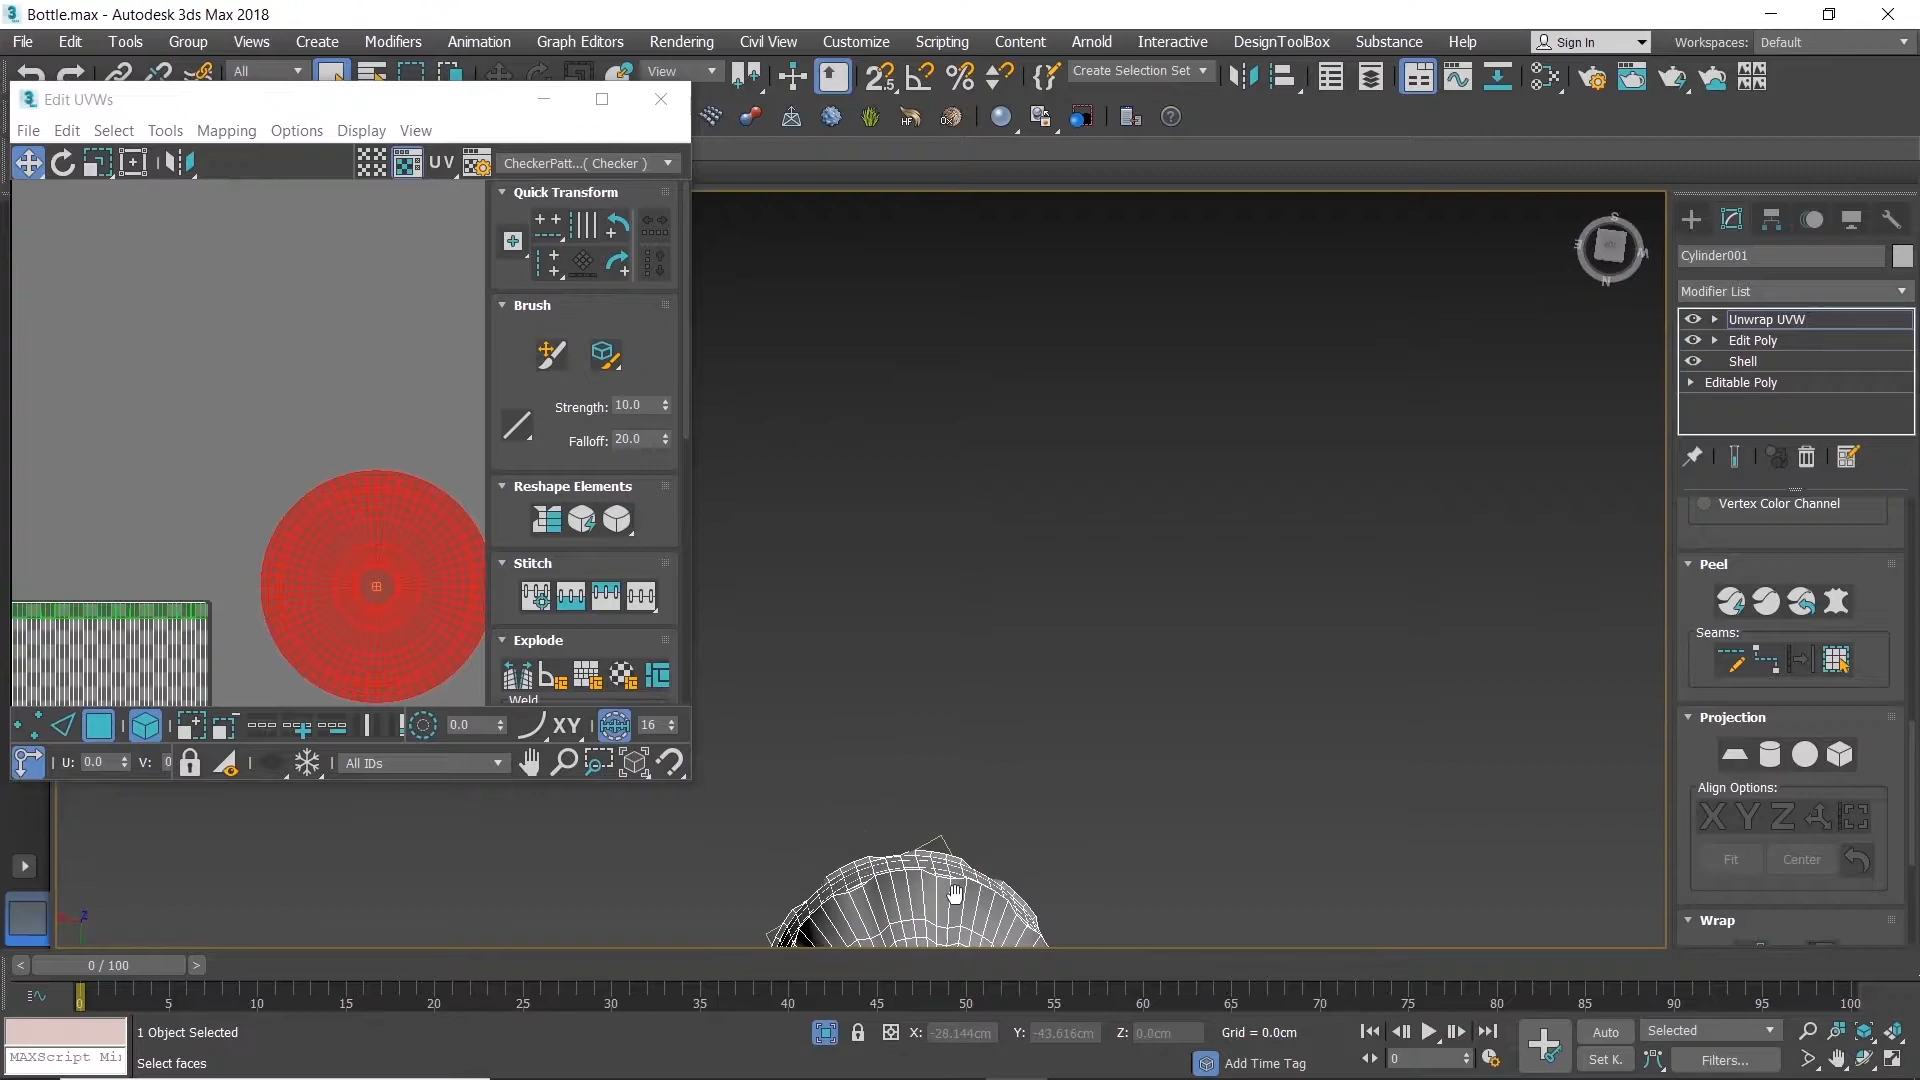 Bottle.max - Autodesk 3ds Max 2018
File Edit Tools Group Views Create Modifiers Animation Graph Editors Rendering Civil View Customize Scripting Content Arnold Interactive DesignToolBox Substance Help Sign In Workspaces: Default
All View 2.5 Create Selection Set
Edit UVWs
File Edit Select Tools Mapping Options Display View
UV CheckerPatt...( Checker )
Quick Transform
Brush
Strength: 10.0
Falloff: 20.0
Reshape Elements
Stitch
Explode
Weld
0.0 XY 16
U: 0.0 V: 0 All IDs
HF
S
E W
N
Cylinder001
Modifier List
Unwrap UVW
Edit Poly
Shell
Editable Poly
Vertex Color Channel
Peel
Seams:
Projection
Align Options:
X Y Z
Fit Center
Wrap
z
< 0 / 100 >
0 5 10 15 20 25 30 35 40 45 50 55 60 65 70 75 80 85 90 95 100
1 Object Selected X: -28.144cm Y: -43.616cm Z: 0.0cm Grid = 0.0cm Auto Selected
MAXScript Mi
Select faces Add Time Tag 0 Set K. Filters...